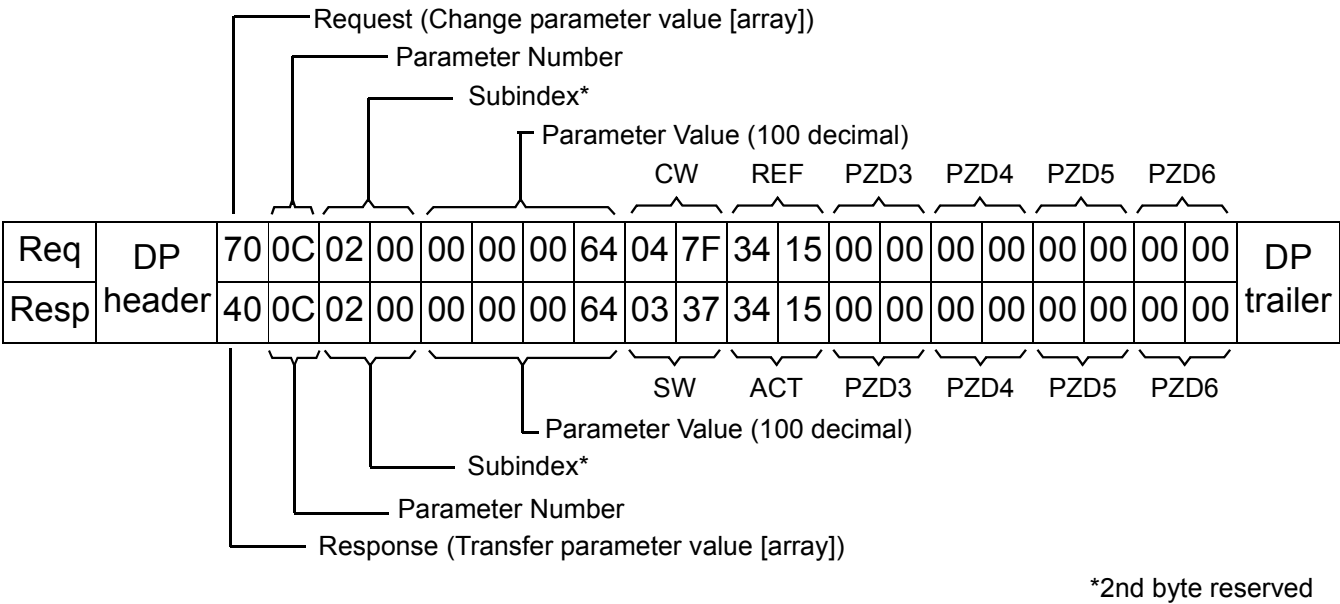 Request (Change parameter value [array])
Parameter Number
Subindex*
Parameter Value (100 decimal)
CW REF PZD3 PZD4 PZD5 PZD6
Req DP header 70 0C 02 00 00 00 00 64 04 7F 34 15 00 00 00 00 00 00 00 00 DP trailer
Resp 40 0C 02 00 00 00 00 64 03 37 34 15 00 00 00 00 00 00 00 00
SW ACT PZD3 PZD4 PZD5 PZD6
Parameter Value (100 decimal)
Subindex*
Parameter Number
Response (Transfer parameter value [array])
*2nd byte reserved